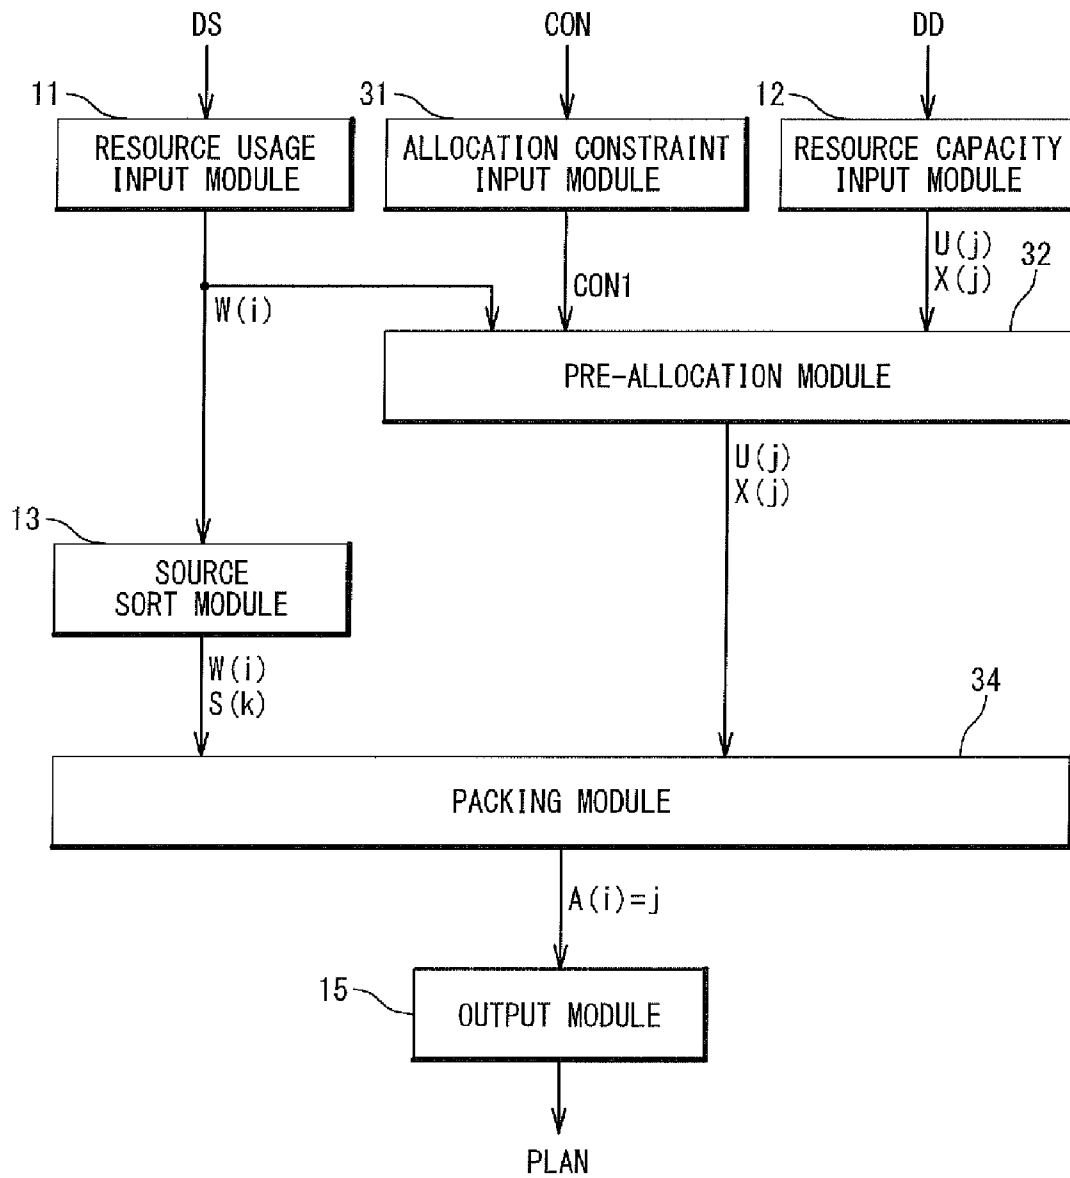 DS
CON
DD
11
31
12
RESOURCE USAGE
INPUT MODULE
ALLOCATION CONSTRAINT
INPUT MODULE
RESOURCE CAPACITY
INPUT MODULE
W(i)
CON1
U(j)
X(j)
32
PRE-ALLOCATION MODULE
U(j)
X(j)
13
SOURCE
SORT MODULE
W(i)
S(k)
34
PACKING MODULE
A(i)=j
15
OUTPUT MODULE
PLAN